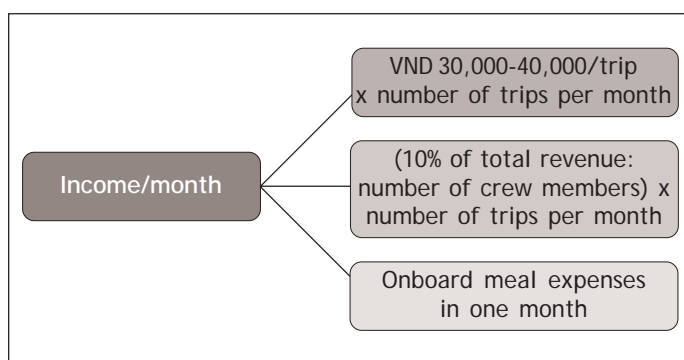 VND 30,000-40,000/trip
x number of trips per month
Income/month
(10% of total revenue:
number of crew members) x
number of trips per month
Onboard meal expenses
in one month